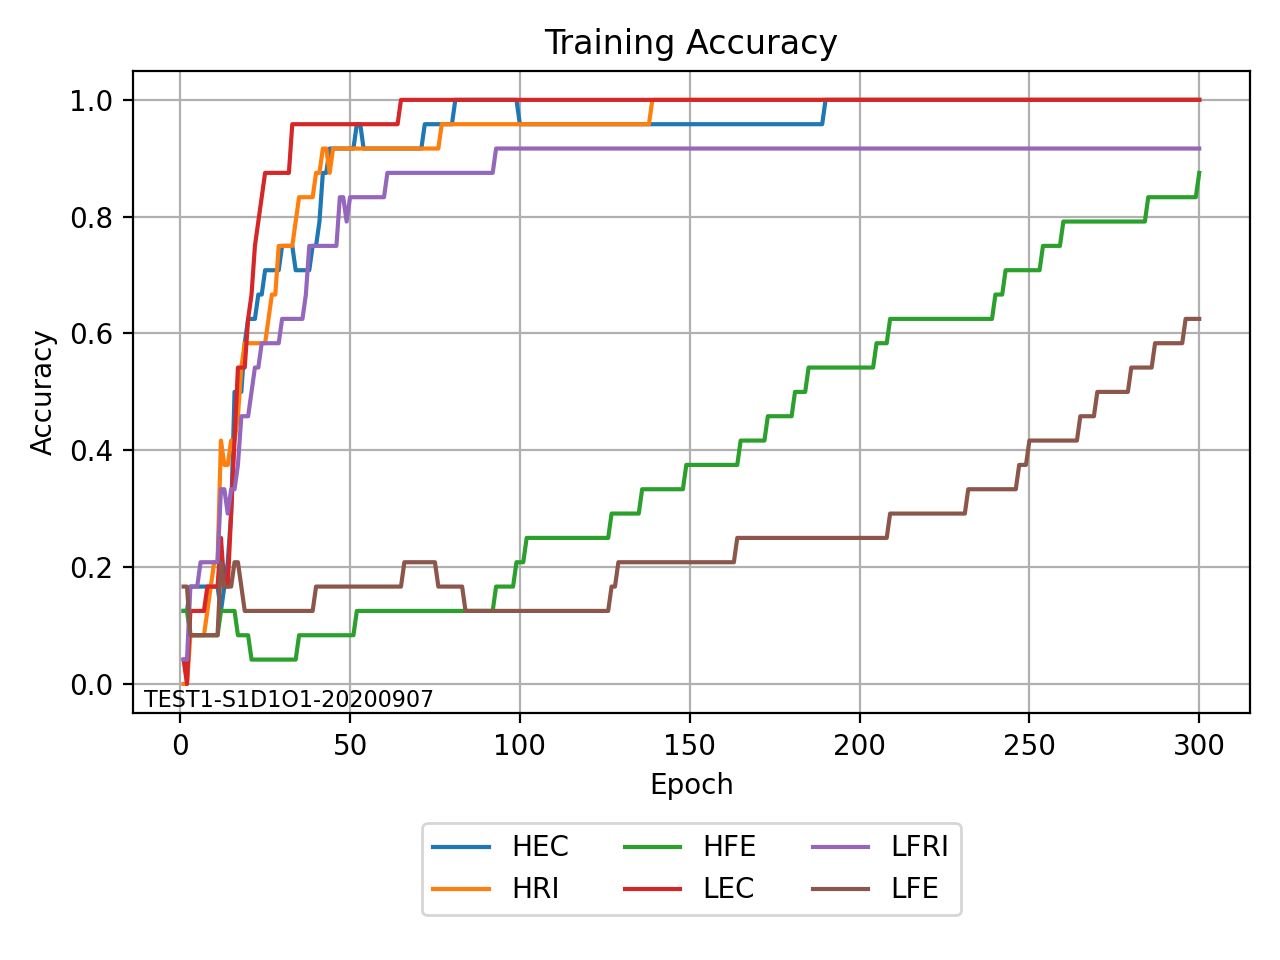 Training Accuracy
1.0
0.8
0.6
0.4
0.2
0.0
Accuracy
TEST1-S1D1O1-20200907
0 50 100 150 200 250 300
Epoch
HEC HFE LFRI
HRI LEC LFE